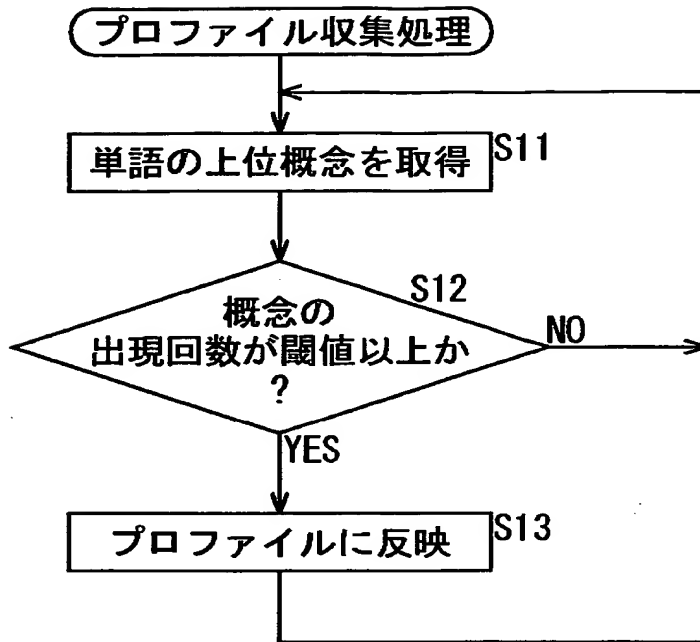 プロファイル収集処理
単語の上位概念を取得
S11
S12
概念の
出現回数が閾値以上か
?
NO
YES
プロファイルに反映
S13